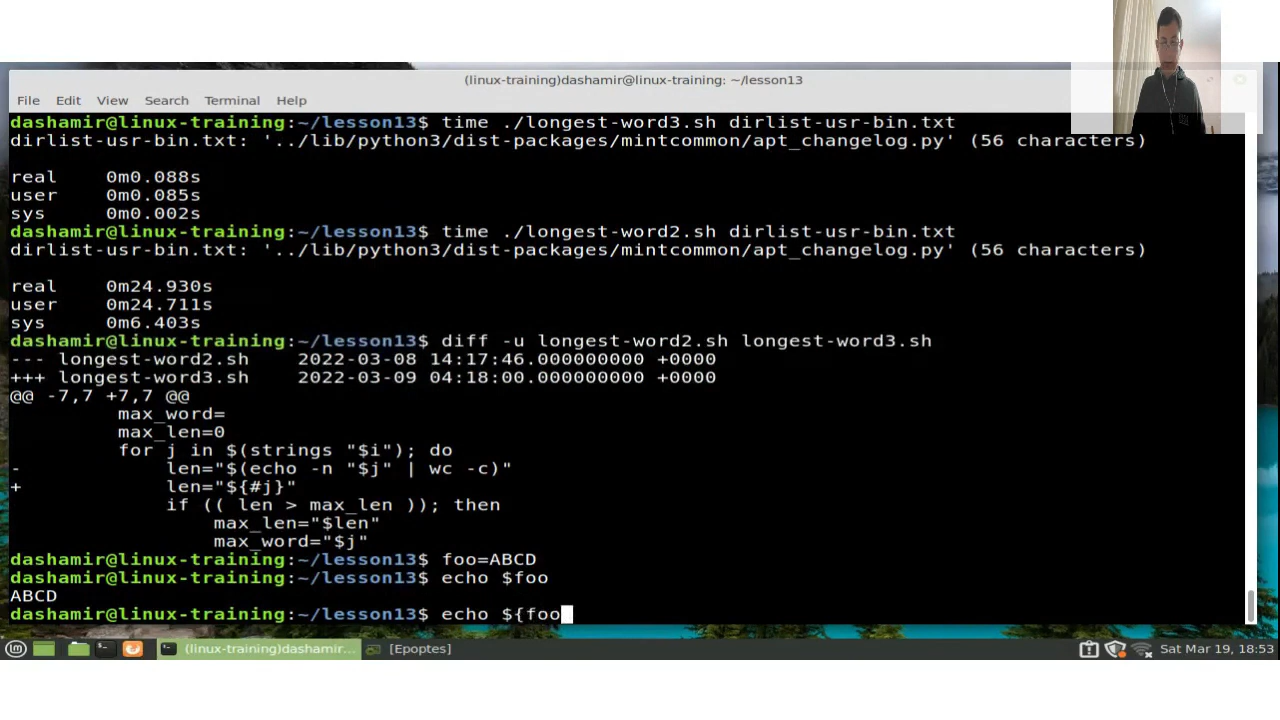 (linux-training)dashamir@linux-training: ~/lesson13
File Edit View Search Terminal Help
dashamir@linux-training:~/lesson13$ time ./longest-word3.sh dirlist-usr-bin.txt
dirlist-usr-bin.txt: '../lib/python3/dist-packages/mintcommon/apt_changelog.py' (56 characters)
real 0m0.088s
user 0m0.085s
sys 0m0.002s
dashamir@linux-training:~/lesson13$ time ./longest-word2.sh dirlist-usr-bin.txt
dirlist-usr-bin.txt: '../lib/python3/dist-packages/mintcommon/apt_changelog.py' (56 characters)
real 0m24.930s
user 0m24.711s
sys 0m6.403s
dashamir@linux-training:~/lesson13$ diff -u longest-word2.sh longest-word3.sh
--- longest-word2.sh 2022-03-08 14:17:46.000000000 +0000
+++ longest-word3.sh 2022-03-09 04:18:00.000000000 +0000
@@ -7,7 +7,7 @@
max_word=
max_len=0
for j in $(strings "$i"); do
- len="$(echo -n "$j" | wc -c)"
+ len="${#j}"
if (( len > max_len )); then
max_len="$len"
max_word="$j"
dashamir@linux-training:~/lesson13$ foo=ABCD
dashamir@linux-training:~/lesson13$ echo $foo
ABCD
dashamir@linux-training:~/lesson13$ echo ${foo
(linux-training)dashamir... [Epoptes] Sat Mar 19, 18:53